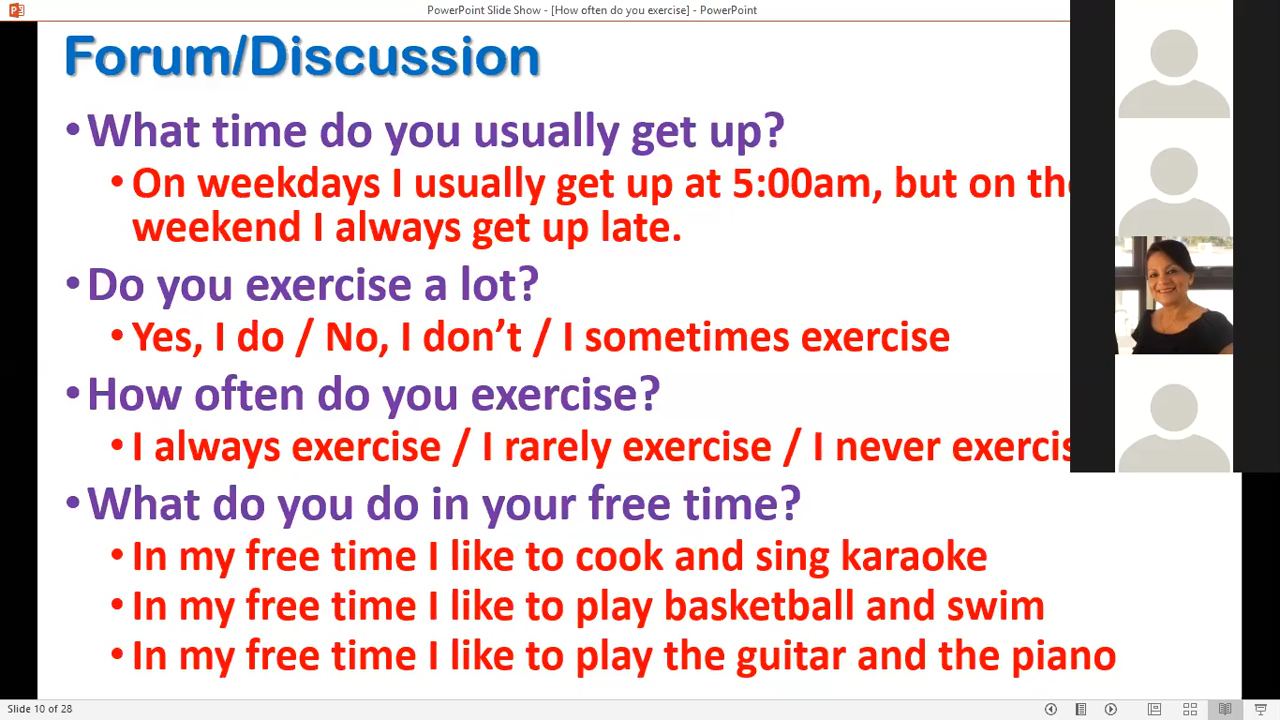 PowerPoint Slide Show - [How often do you exercise] - PowerPoint
Forum/Discussion
• What time do you usually get up?
• On weekdays I usually get up at 5:00am, but on the
weekend I always get up late.
• Do you exercise a lot?
• Yes, I do / No, I don’t / I sometimes exercise
• How often do you exercise?
• I always exercise / I rarely exercise / I never exercis
• What do you do in your free time?
• In my free time I like to cook and sing karaoke
• In my free time I like to play basketball and swim
• In my free time I like to play the guitar and the piano
Slide 10 of 28